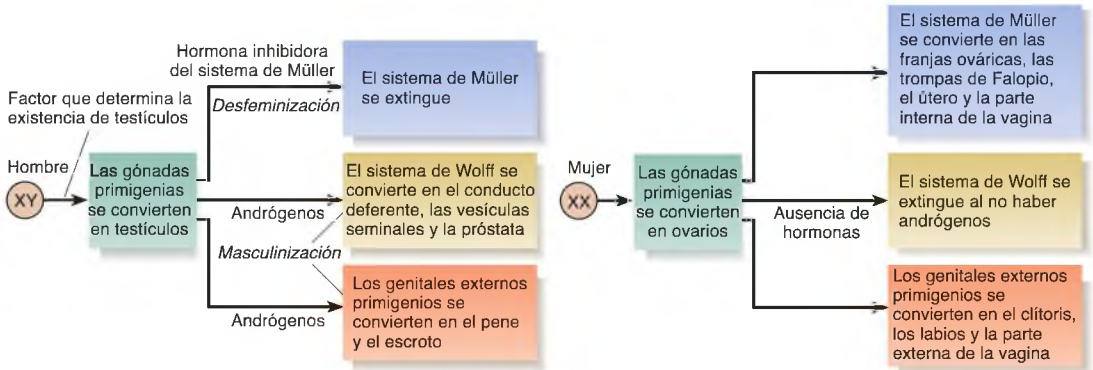 Factor que determina la
existencia de testículos
Hombre
XY
Las gónadas
primigenias
se convierten
en testículos
Hormona inhibidora
del sistema de Müller
Desfeminización
El sistema de Müller
se extingue
Andrógenos
El sistema de Wolff se
convierte en el conducto
deferente, las vesículas
seminales y la próstata
Masculinización
Andrógenos
Los genitales externos
primigenios se
convierten en el pene
y el escroto
Mujer
XX
Las gónadas
primigenias
se convierten
en ovarios
El sistema de Müller
se convierte en las
franjas ováricas, las
trompas de Falopio,
el útero y la parte
interna de la vagina
Ausencia de
hormonas
El sistema de Wolff se
extingue al no haber
andrógenos
Los genitales externos
primigenios se
convierten en el clítoris,
los labios y la parte
externa de la vagina